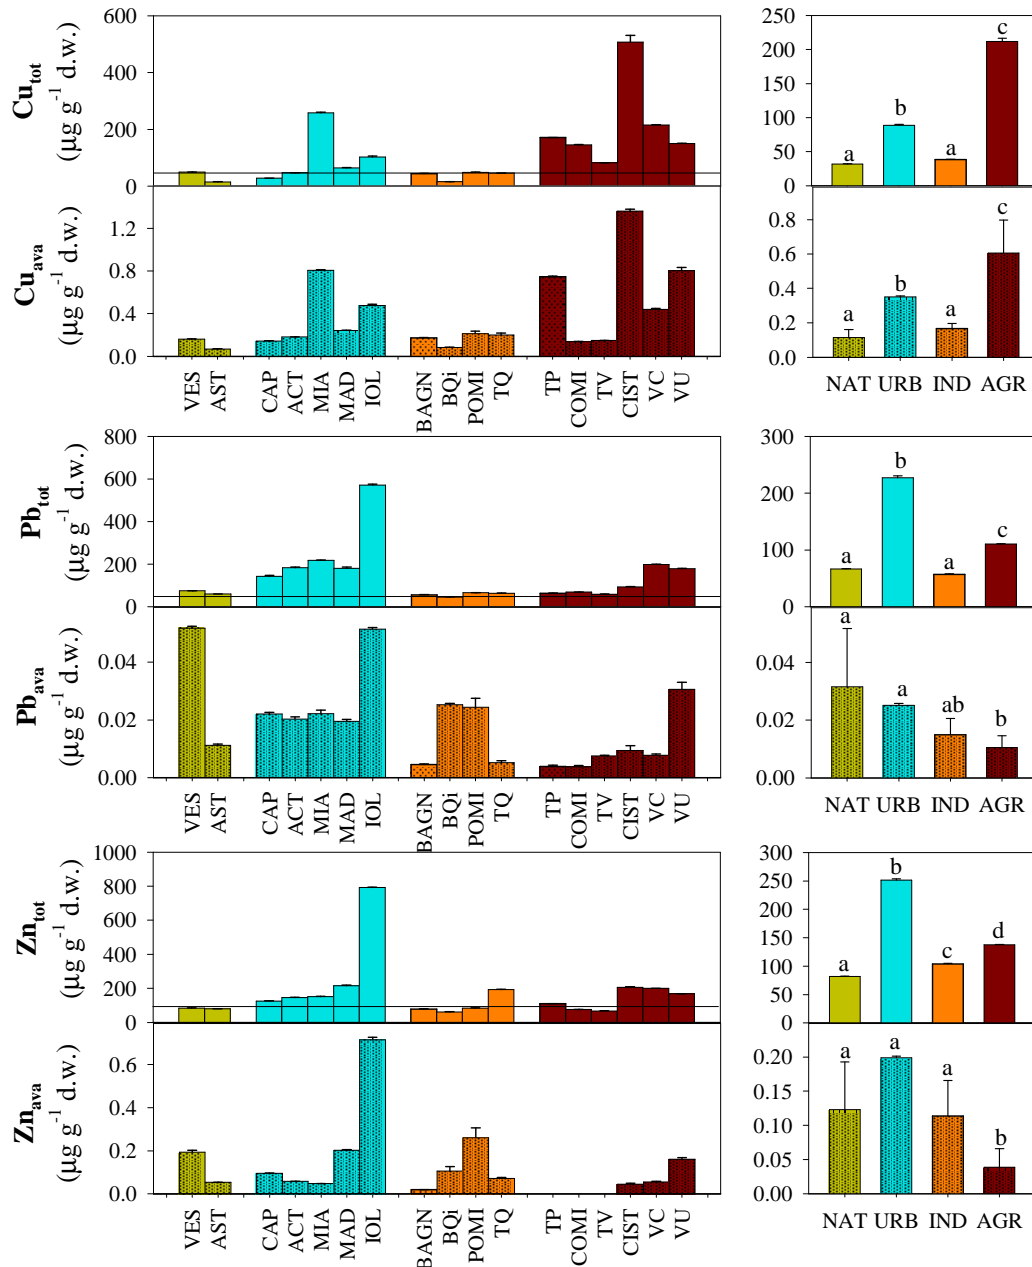 Cu_tot
(µg g⁻¹ d.w.)
600
400
200
0
250
200
150
100
50
0
a
b
a
c
Cu_ava
(µg g⁻¹ d.w.)
1.2
0.8
0.4
0.0
0.8
0.6
0.4
0.2
0.0
a
b
a
c
VES
AST
CAP
ACT
MIA
MAD
IOL
BAGN
BQi
POMI
TQ
TP
COMI
TV
CIST
VC
VU
NAT URB IND AGR
Pb_tot
(µg g⁻¹ d.w.)
800
600
400
200
0
300
200
100
0
a
b
a
c
Pb_ava
(µg g⁻¹ d.w.)
0.04
0.02
0.00
0.04
0.02
0.00
a
a
ab
b
VES
AST
CAP
ACT
MIA
MAD
IOL
BAGN
BQi
POMI
TQ
TP
COMI
TV
CIST
VC
VU
NAT URB IND AGR
Zn_tot
(µg g⁻¹ d.w.)
1000
800
600
400
200
0
300
250
200
150
100
50
0
a
b
c
d
Zn_ava
(µg g⁻¹ d.w.)
0.6
0.4
0.2
0.0
0.20
0.15
0.10
0.05
0.00
a
a
a
b
VES
AST
CAP
ACT
MIA
MAD
IOL
BAGN
BQi
POMI
TQ
TP
COMI
TV
CIST
VC
VU
NAT URB IND AGR